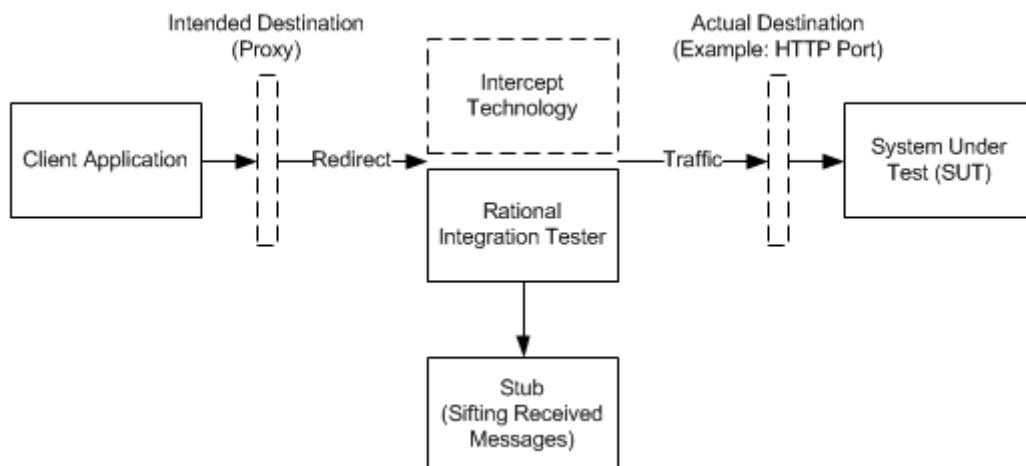 Intended Destination
(Proxy)
Actual Destination
(Example: HTTP Port)
Intercept
Technology
Client Application
Redirect
Traffic
System Under
Test (SUT)
Rational
Integration Tester
Stub
(Sifting Received
Messages)